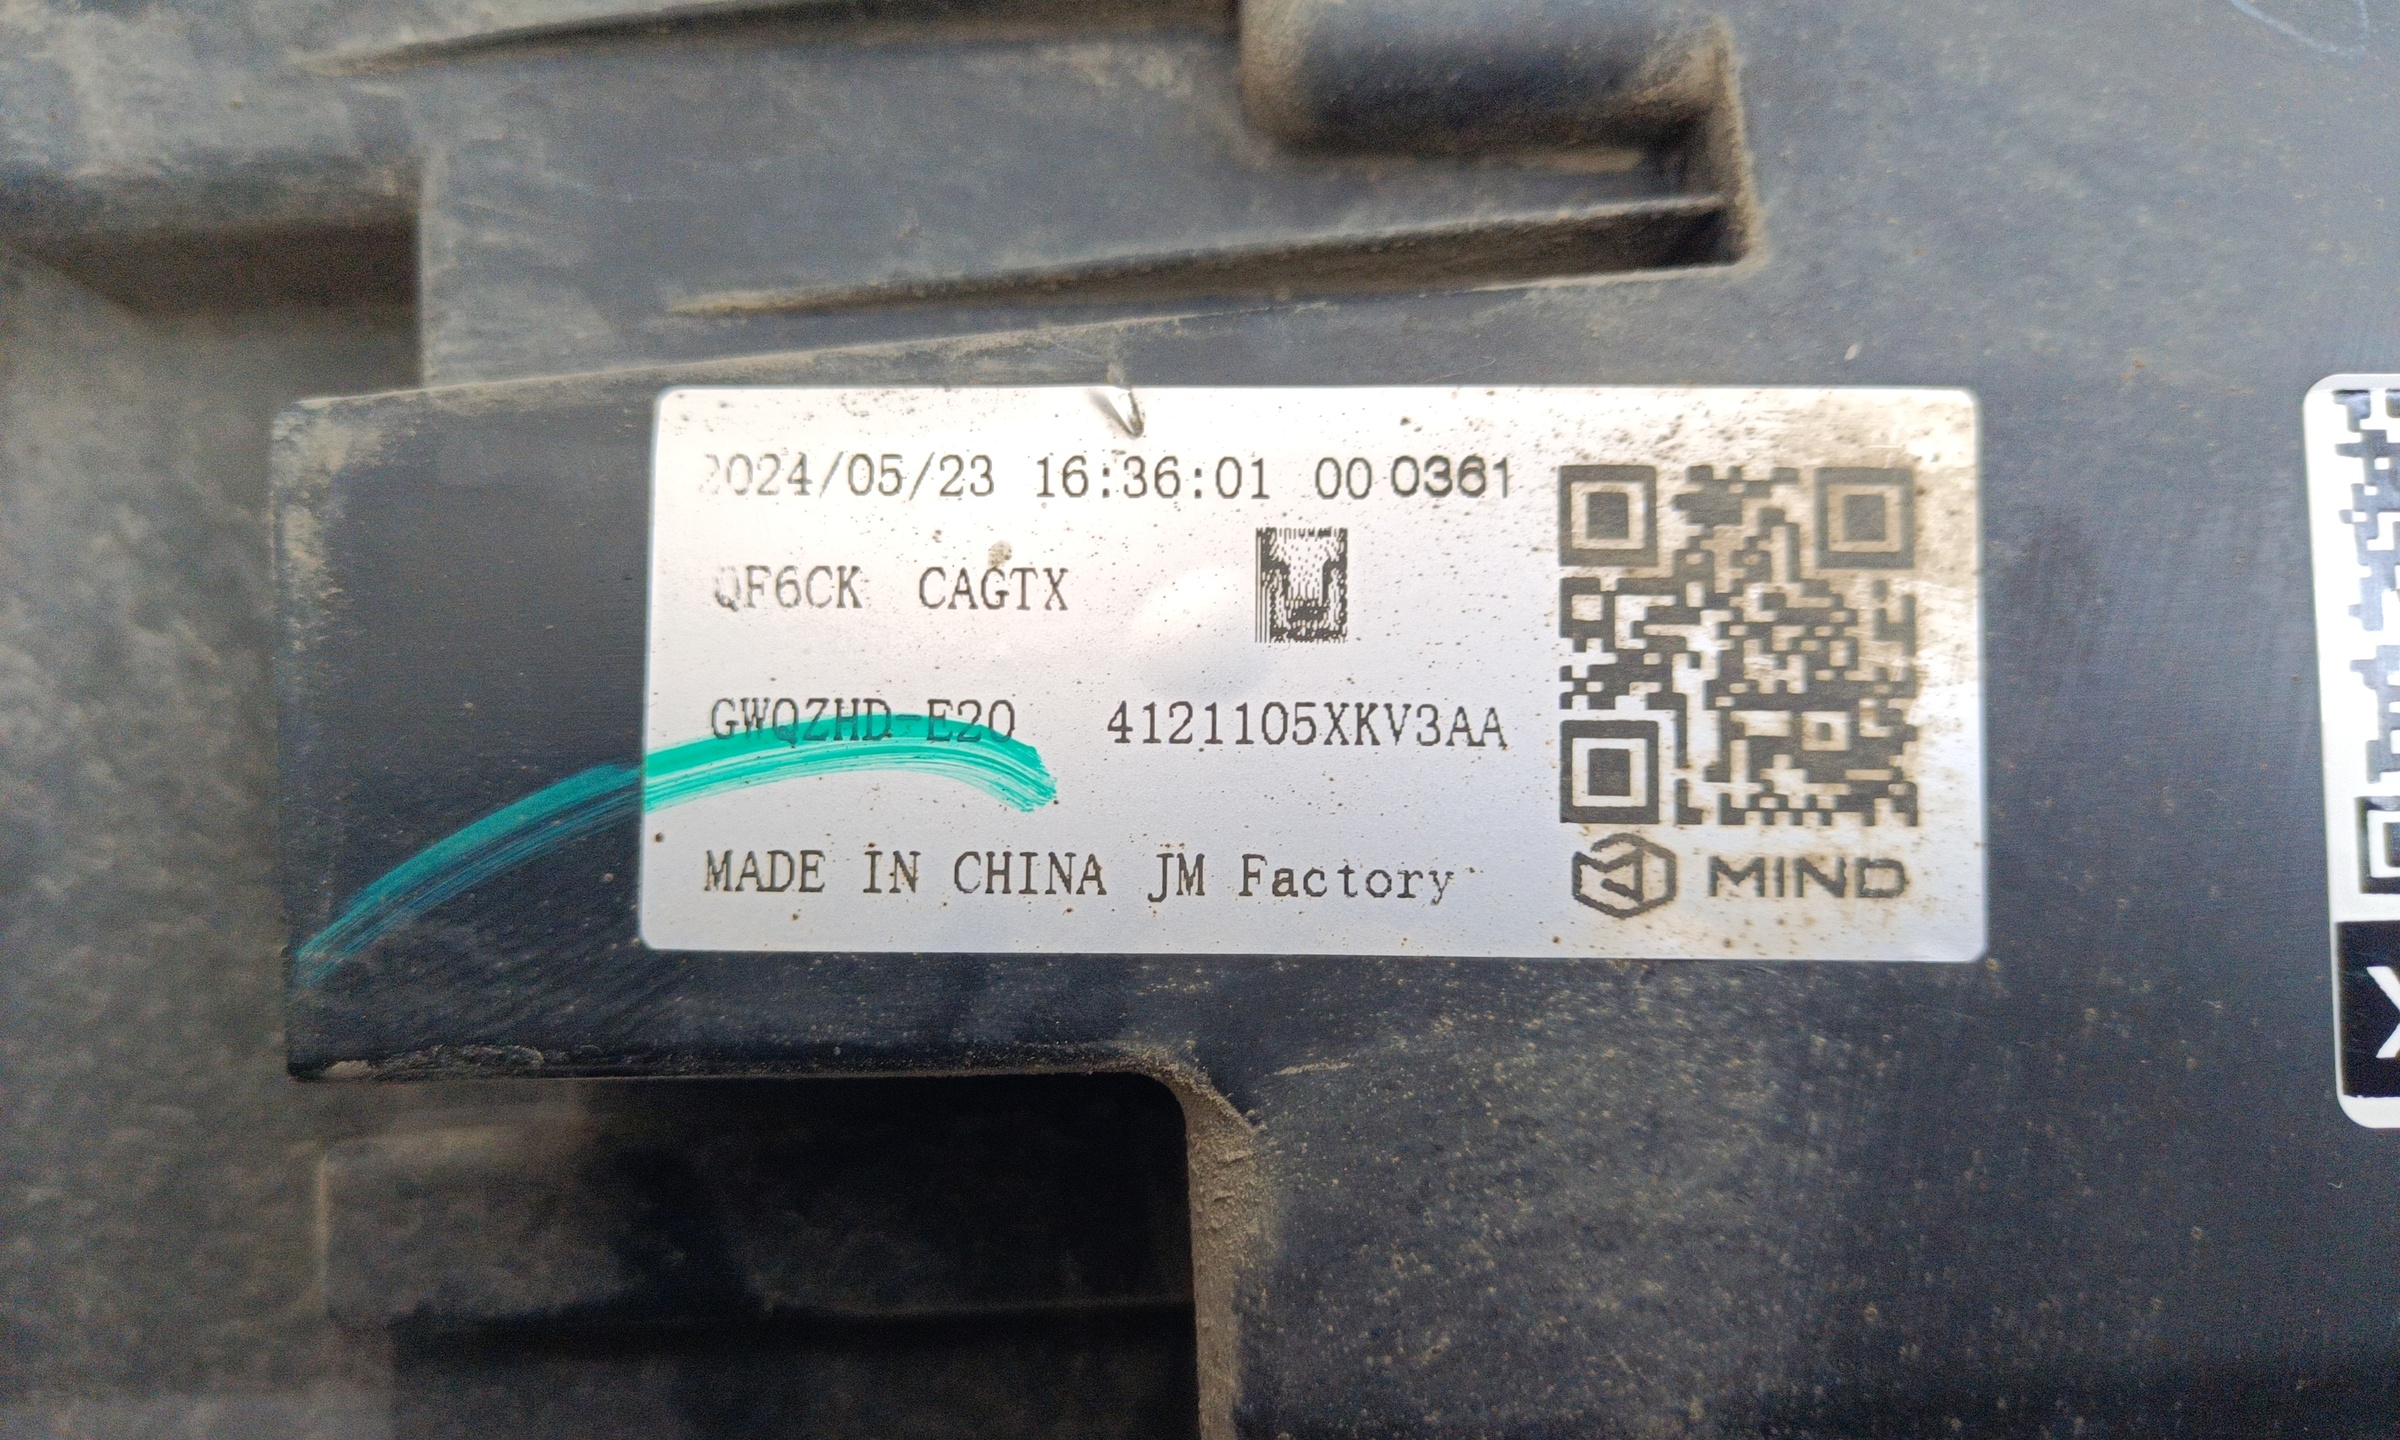 2024/05/23 16:36:01 00 0361
QF6CK CAGTX
GWQZHD-E20 4121105XKV3AA
MADE IN CHINA JM Factory
MIND